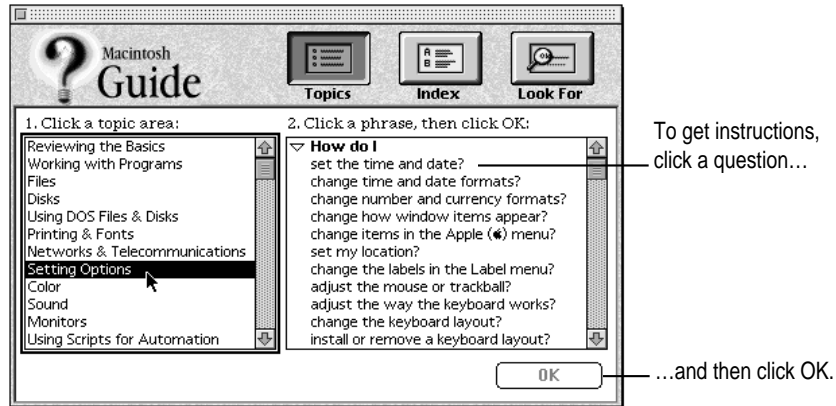 Macintosh
Guide
Topics
Index
Look For
1. Click a topic area:
Reviewing the Basics
Working with Programs
Files
Disks
Using DOS Files & Disks
Printing & Fonts
Networks & Telecommunications
Setting Options
Color
Sound
Monitors
Using Scripts for Automation
2. Click a phrase, then click OK:
How do I
set the time and date?
change time and date formats?
change number and currency formats?
change how window items appear?
change items in the Apple () menu?
set my location?
change the labels in the Label menu?
adjust the mouse or trackball?
adjust the way the keyboard works?
change the keyboard layout?
install or remove a keyboard layout?
OK
To get instructions,
click a question…
…and then click OK.